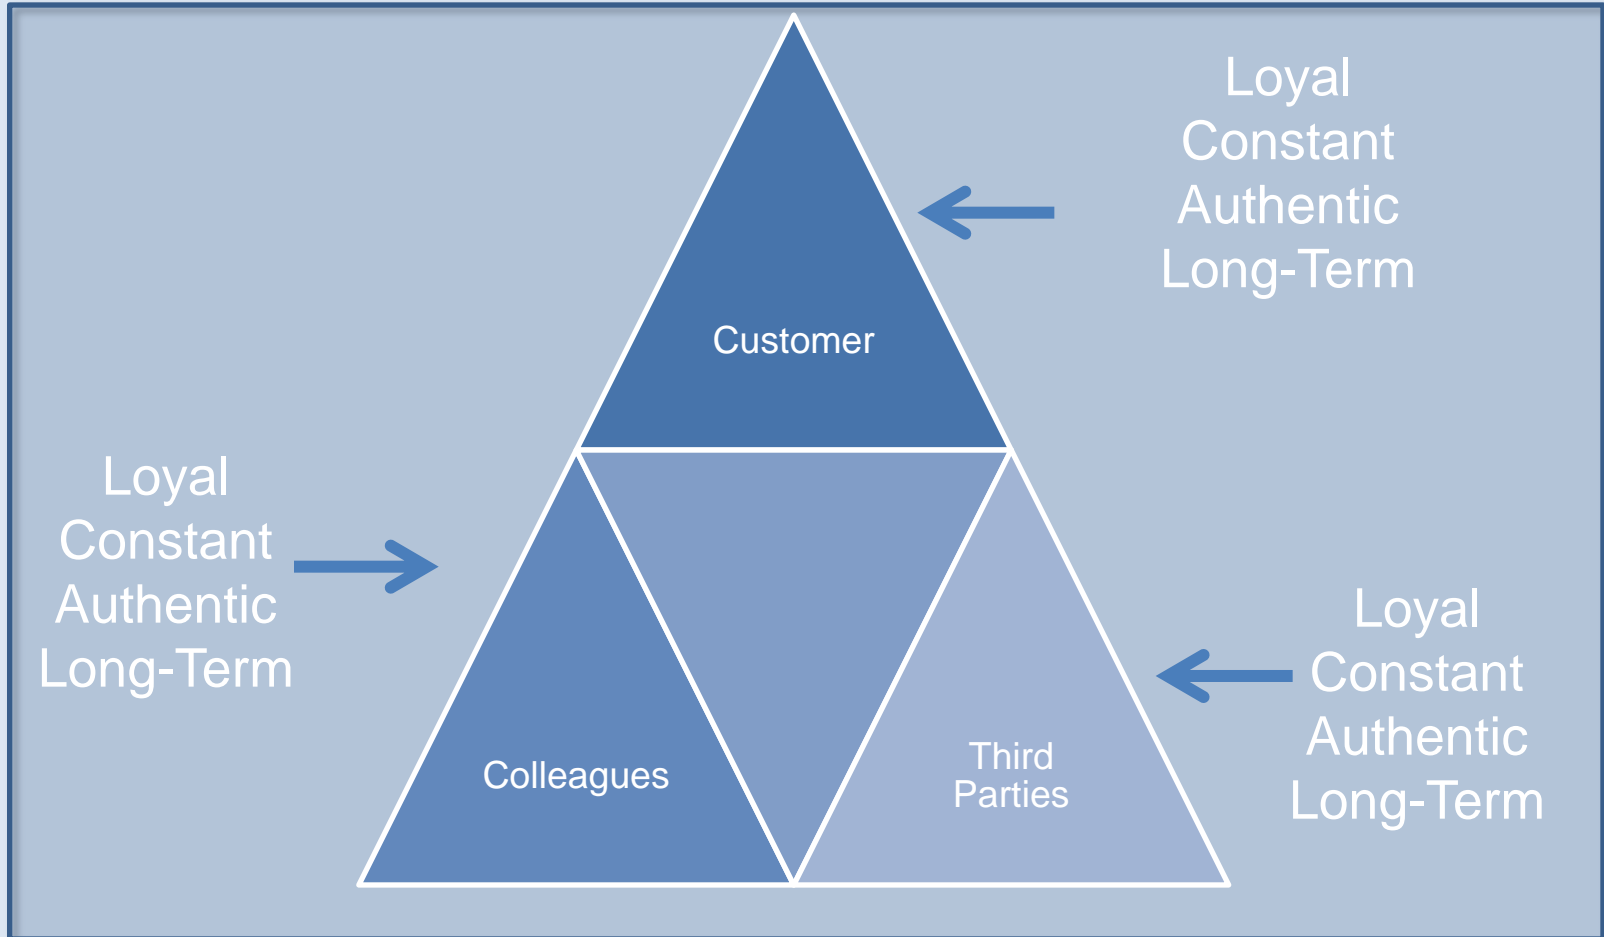 Loyal
Constant
Authentic
Long-Term
Customer
Loyal
Constant
Authentic
Long-Term
Colleagues
Third
Parties
Loyal
Constant
Authentic
Long-Term